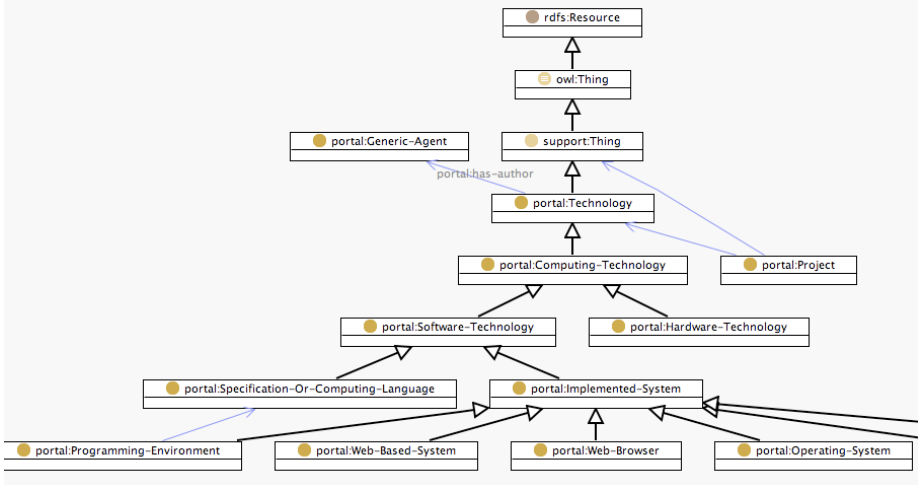 rdfs:Resource
owl:Thing
portal:Generic-Agent
support:Thing
portal:has-author
portal:Technology
portal:Computing-Technology
portal:Project
portal:Software-Technology
portal:Hardware-Technology
portal:Specification-Or-Computing-Language
portal:Implemented-System
portal:Programming-Environment
portal:Web-Based-System
portal:Web-Browser
portal:Operating-System